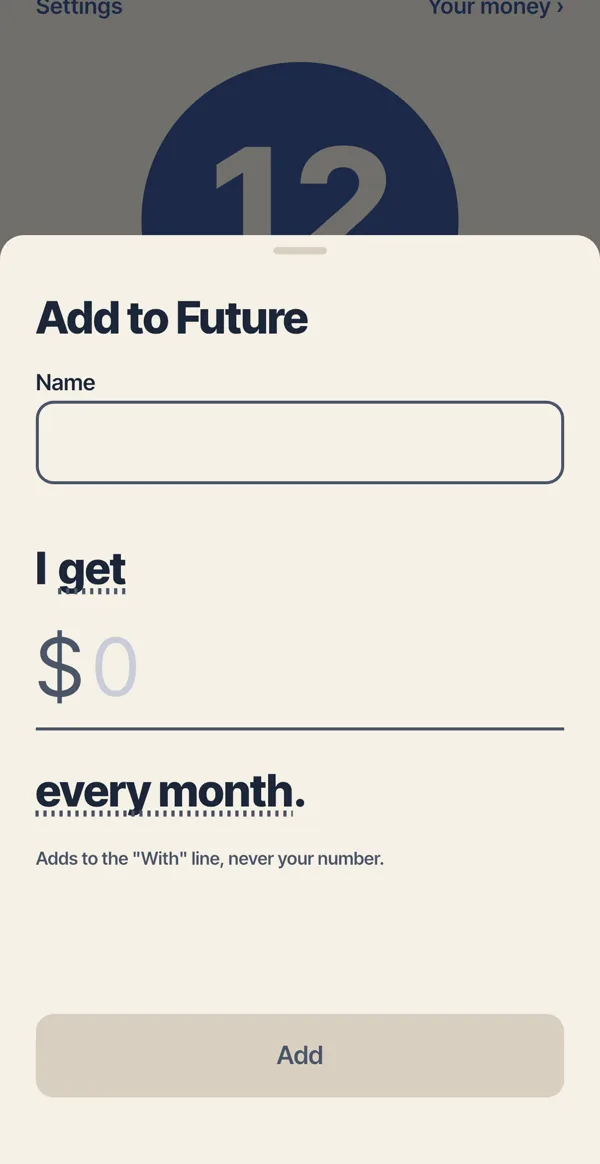 Settings
Your money ›
12
Add to Future
Name
I get
$ 0
every month.
Adds to the "With" line, never your number.
Add